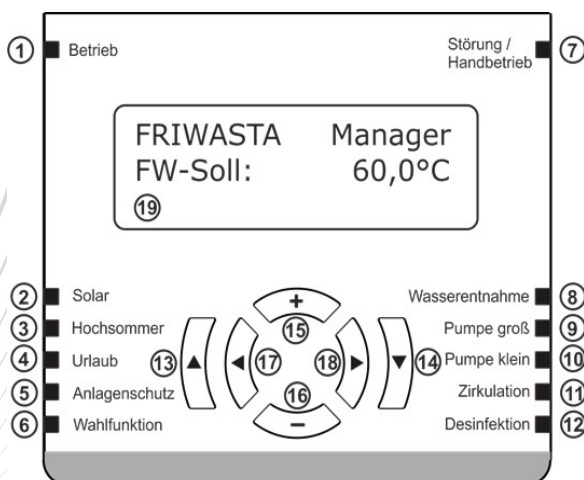 ① Betrieb
Störung / ⑦
Handbetrieb
FRIWASTA Manager
FW-Soll: 60,0°C
⑲
② Solar
③ Hochsommer
④ Urlaub
⑤ Anlagenschutz
⑥ Wahlfunktion
⑬ ▲ ◀ ⑰ + ⑮ ⑯ − ⑱ ▶ ▼ ⑭
Wasserentnahme ⑧
Pumpe groß ⑨
Pumpe klein ⑩
Zirkulation ⑪
Desinfektion ⑫